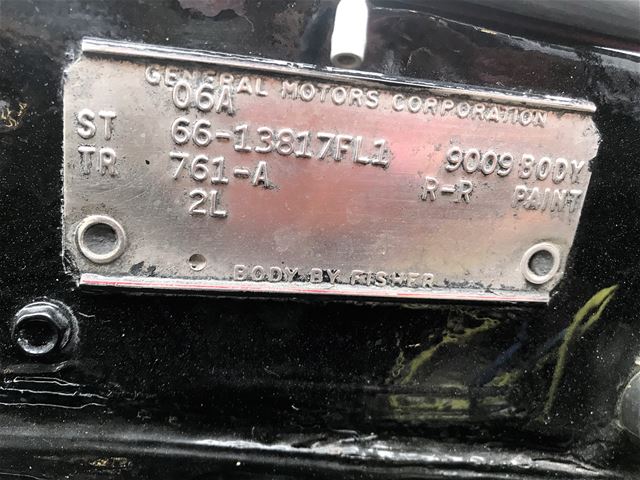 GENERAL MOTORS CORPORATION
06A
ST 66-13817FL1 9009 BODY
TR 761-A R-R PAINT
2L
BODY BY FISHER